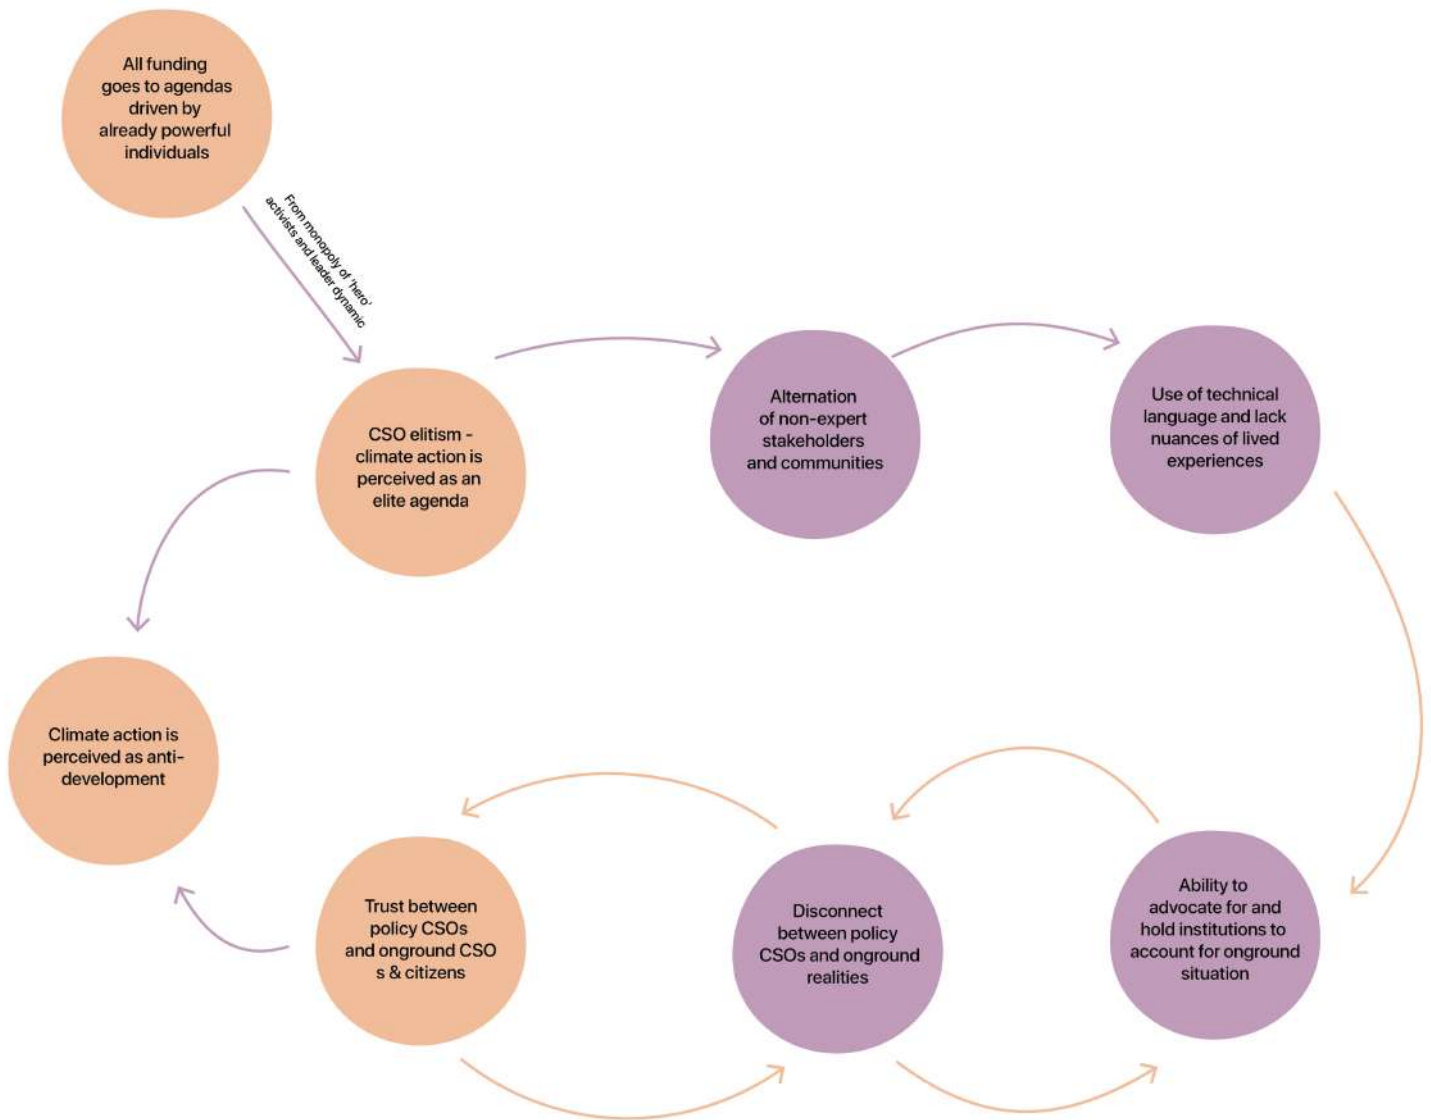 All funding
goes to agendas
driven by
already powerful
individuals
From monopoly of 'hero'
activists and leader dynamic
CSO elitism -
climate action is
perceived as an
elite agenda
Alternation
of non-expert
stakeholders
and communities
Use of technical
language and lack
nuances of lived
experiences
Climate action is
perceived as anti-
development
Trust between
policy CSOs
and onground CSO
s & citizens
Disconnect
between policy
CSOs and onground
realities
Ability to
advocate for and
hold institutions to
account for onground
situation